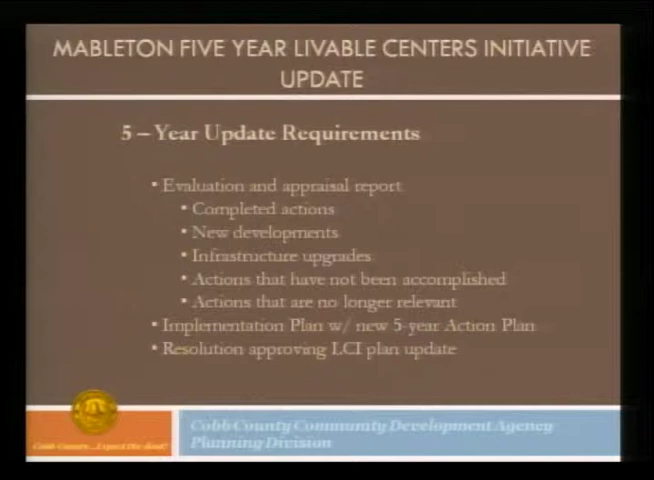 MABLETON FIVE YEAR LIVABLE CENTERS INITIATIVE
UPDATE
5 – Year Update Requirements
▪ Evaluation and appraisal report
▪ Completed actions
▪ New developments
▪ Infrastructure upgrades
▪ Actions that have not been accomplished
▪ Actions that are no longer relevant
▪ Implementation Plan w/ new 5-year Action Plan
▪ Resolution approving LCI plan update
Cobb County...Expect the Best!
Cobb County Community Development Agency
Planning Division